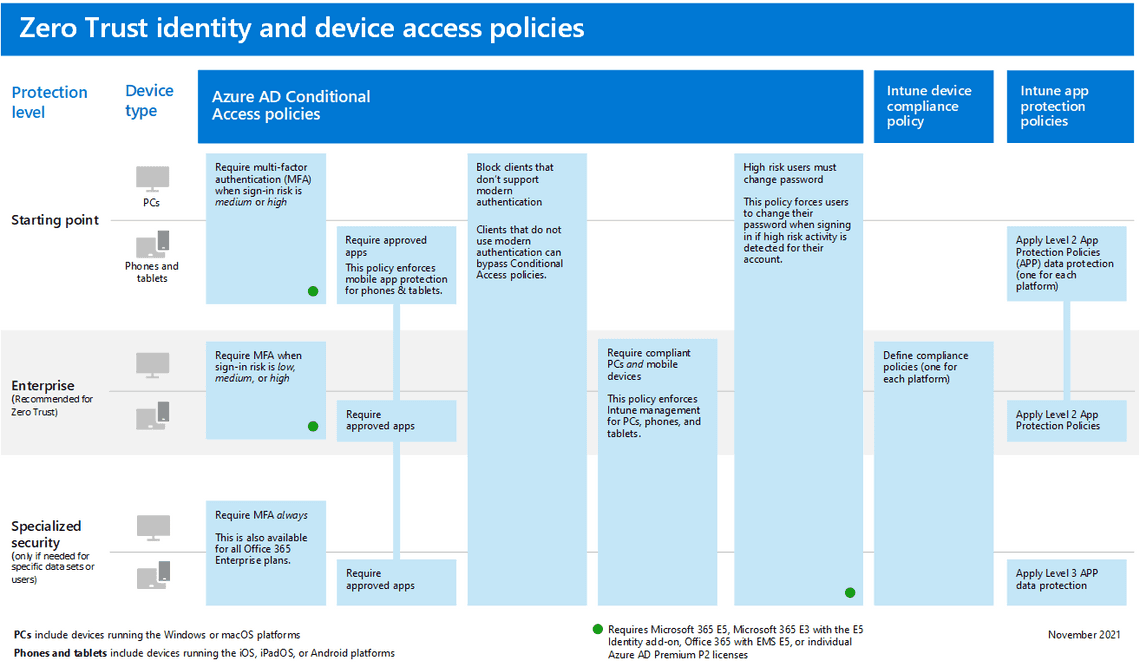 Zero Trust identity and device access policies
Protection
level
Device
type
Azure AD Conditional
Access policies
Intune device
compliance
policy
Intune app
protection
policies
Starting point
PCs
Phones and
tablets
Require multi-factor
authentication (MFA)
when sign-in risk is
medium or high
Require approved
apps
This policy enforces
mobile app protection
for phones & tablets.
Block clients that
don't support
modern
authentication
Clients that do not
use modern
authentication can
bypass Conditional
Access policies.
High risk users must
change password
This policy forces users
to change their
password when signing
in if high risk activity is
detected for their
account.
Apply Level 2 App
Protection Policies
(APP) data protection
(one for each
platform)
Enterprise
(Recommended for
Zero Trust)
Require MFA when
sign-in risk is low,
medium, or high
Require
approved apps
Require compliant
PCs and mobile
devices
This policy enforces
Intune management
for PCs, phones, and
tablets.
Define compliance
policies (one for
each platform)
Apply Level 2 App
Protection Policies
Specialized
security
(only if needed for
specific data sets or
users)
Require MFA always
This is also available
for all Office 365
Enterprise plans.
Require
approved apps
Apply Level 3 APP
data protection
PCs include devices running the Windows or macOS platforms
Phones and tablets include devices running the iOS, iPadOS, or Android platforms
Requires Microsoft 365 E5, Microsoft 365 E3 with the E5
Identity add-on, Office 365 with EMS E5, or individual
Azure AD Premium P2 licenses
November 2021